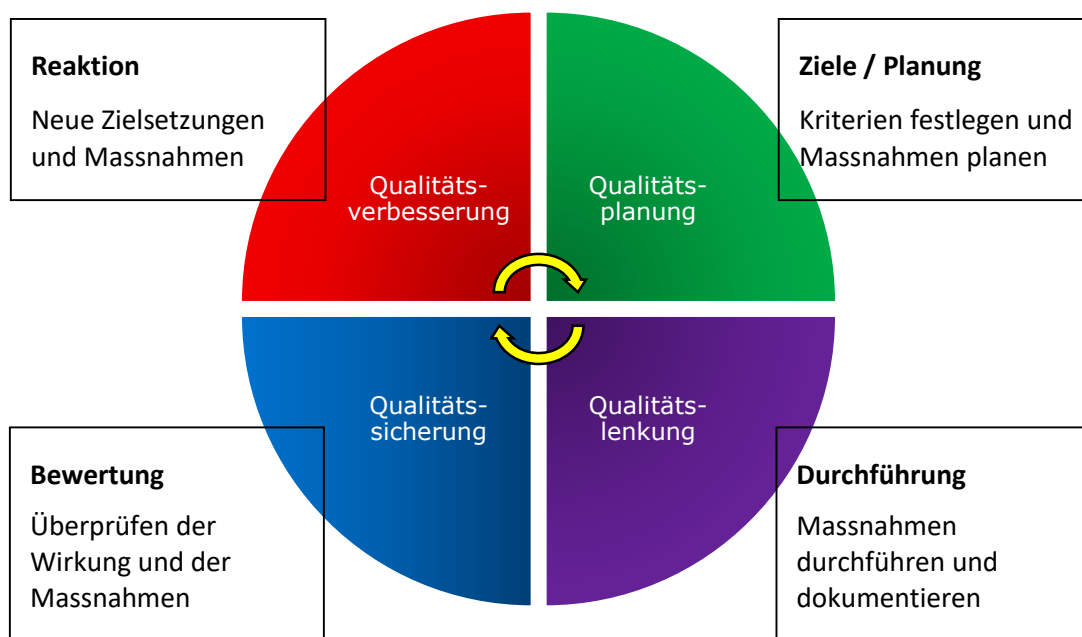 Reaktion
Neue Zielsetzungen
und Massnahmen
Ziele / Planung
Kriterien festlegen und
Massnahmen planen
Qualitäts-
verbesserung
Qualitäts-
planung
Qualitäts-
sicherung
Qualitäts-
lenkung
Bewertung
Überprüfen der
Wirkung und der
Massnahmen
Durchführung
Massnahmen
durchführen und
dokumentieren